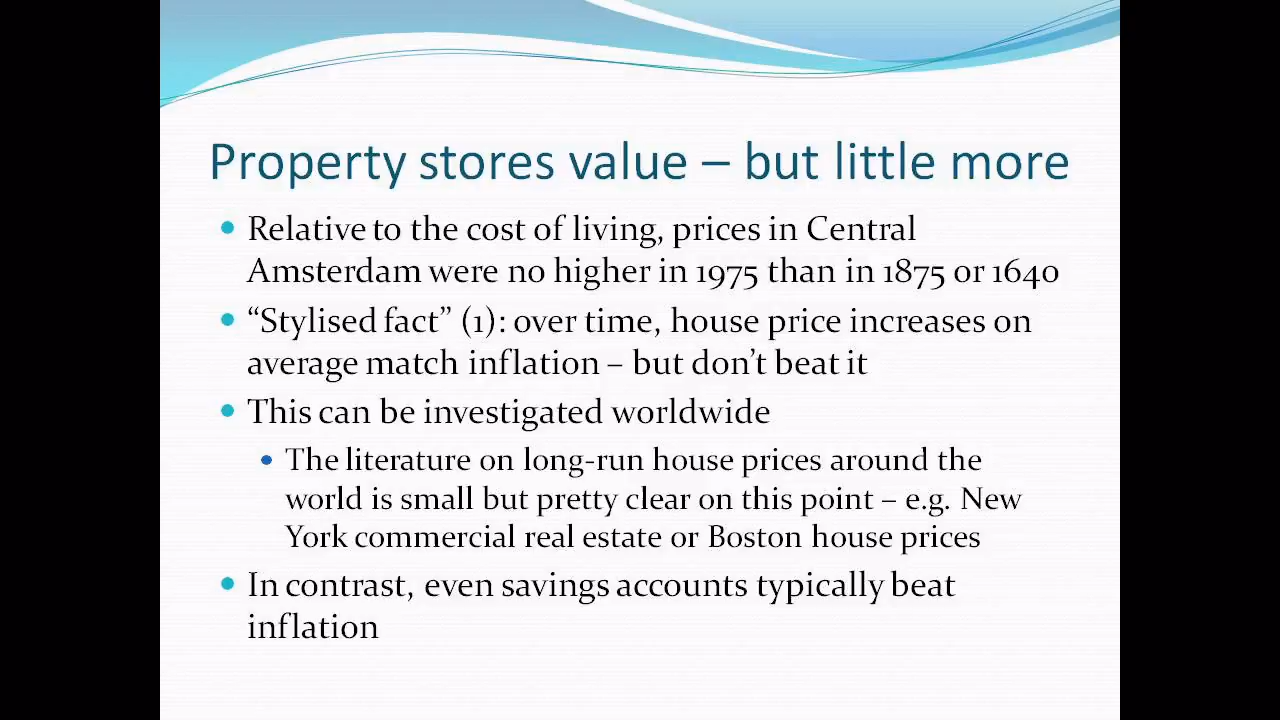 Property stores value – but little more
• Relative to the cost of living, prices in Central
Amsterdam were no higher in 1975 than in 1875 or 1640
• “Stylised fact” (1): over time, house price increases on
average match inflation – but don’t beat it
• This can be investigated worldwide
• The literature on long-run house prices around the
world is small but pretty clear on this point – e.g. New
York commercial real estate or Boston house prices
• In contrast, even savings accounts typically beat
inflation